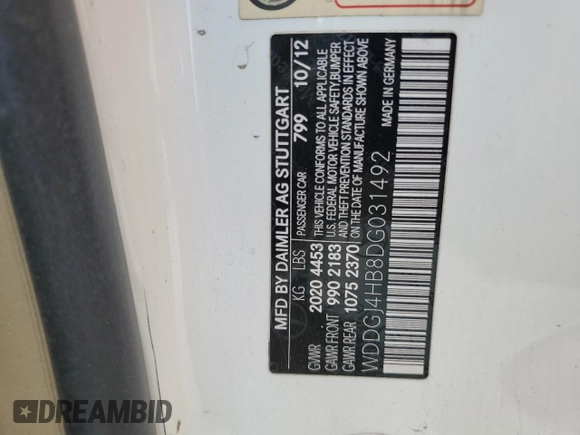 MFD BY DAIMLER AG STUTTGART
KG LBS PASSENGER CAR 799 10/12
GVWR 2020 4453 THIS VEHICLE CONFORMS TO ALL APPLICABLE
GAWR FRONT 990 2183 U.S. FEDERAL MOTOR VEHICLE SAFETY, BUMPER
AND THEFT PREVENTION STANDARDS IN EFFECT
GAWR REAR 1075 2370 ON THE DATE OF MANUFACTURE SHOWN ABOVE
WDDGJ4HB8DG031492 MADE IN GERMANY
DREAMBID